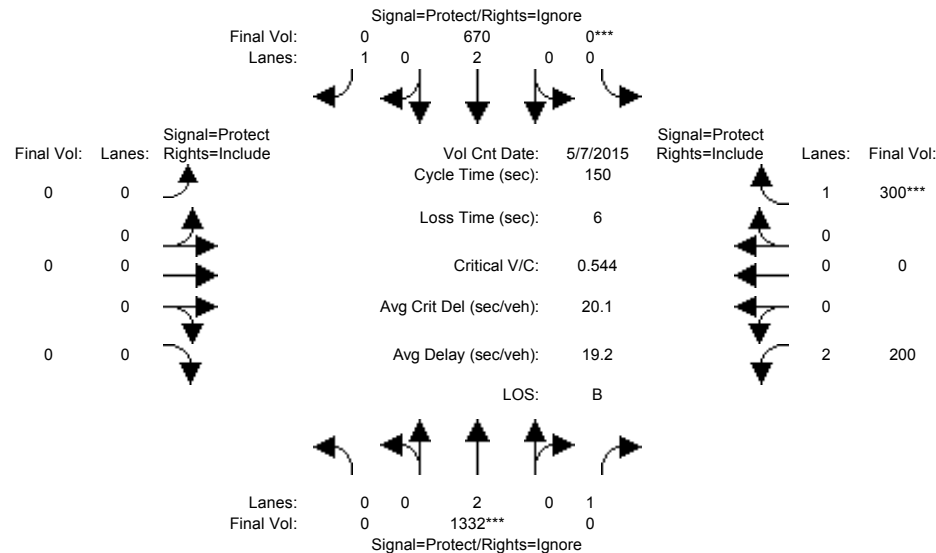 Signal=Protect/Rights=Ignore
Final Vol: 0 670 0***
Lanes: 1 0 2 0 0
Signal=Protect Signal=Protect
Final Vol: Lanes: Rights=Include Vol Cnt Date: 5/7/2015 Rights=Include Lanes: Final Vol:
Cycle Time (sec): 150
0 0 1 300***
Loss Time (sec): 6
0 0
0 0 Critical V/C: 0.544 0 0
0 Avg Crit Del (sec/veh): 20.1 0
0 0 Avg Delay (sec/veh): 19.2 2 200
LOS: B
Lanes: 0 0 2 0 1
Final Vol: 0 1332*** 0
Signal=Protect/Rights=Ignore